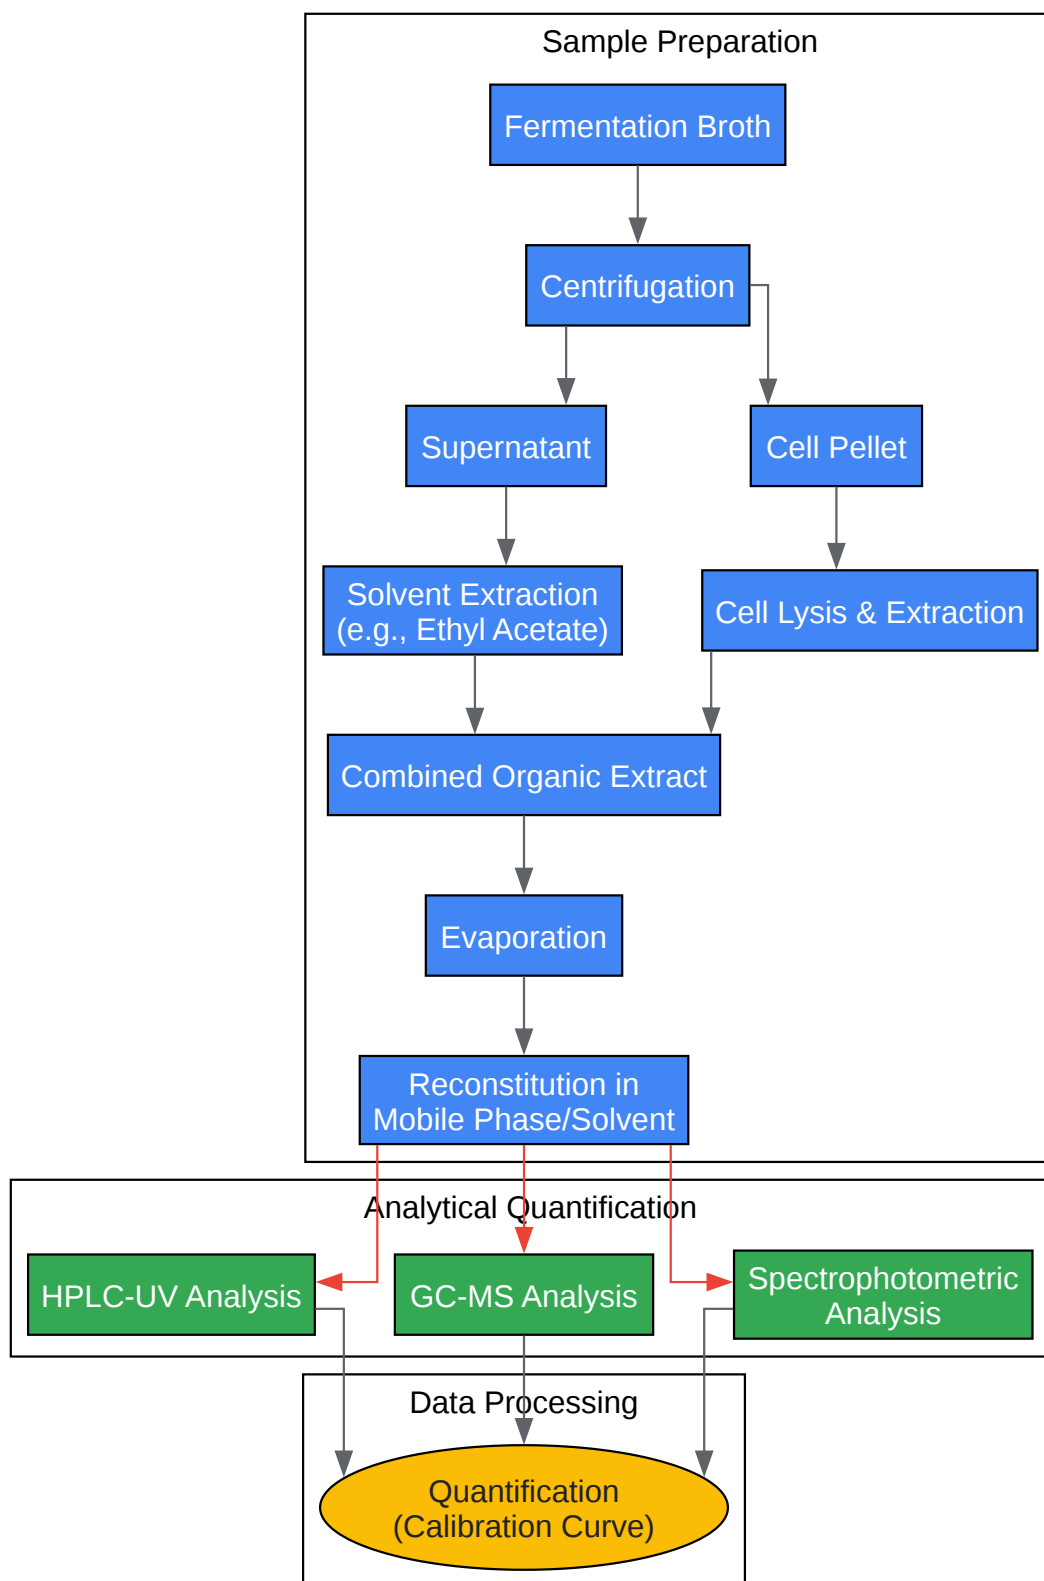 Sample Preparation
Fermentation Broth
Centrifugation
Supernatant
Cell Pellet
Solvent Extraction
(e.g., Ethyl Acetate)
Cell Lysis & Extraction
Combined Organic Extract
Evaporation
Reconstitution in
Mobile Phase/Solvent
Analytical Quantification
HPLC-UV Analysis
GC-MS Analysis
Spectrophotometric
Analysis
Data Processing
Quantification
(Calibration Curve)